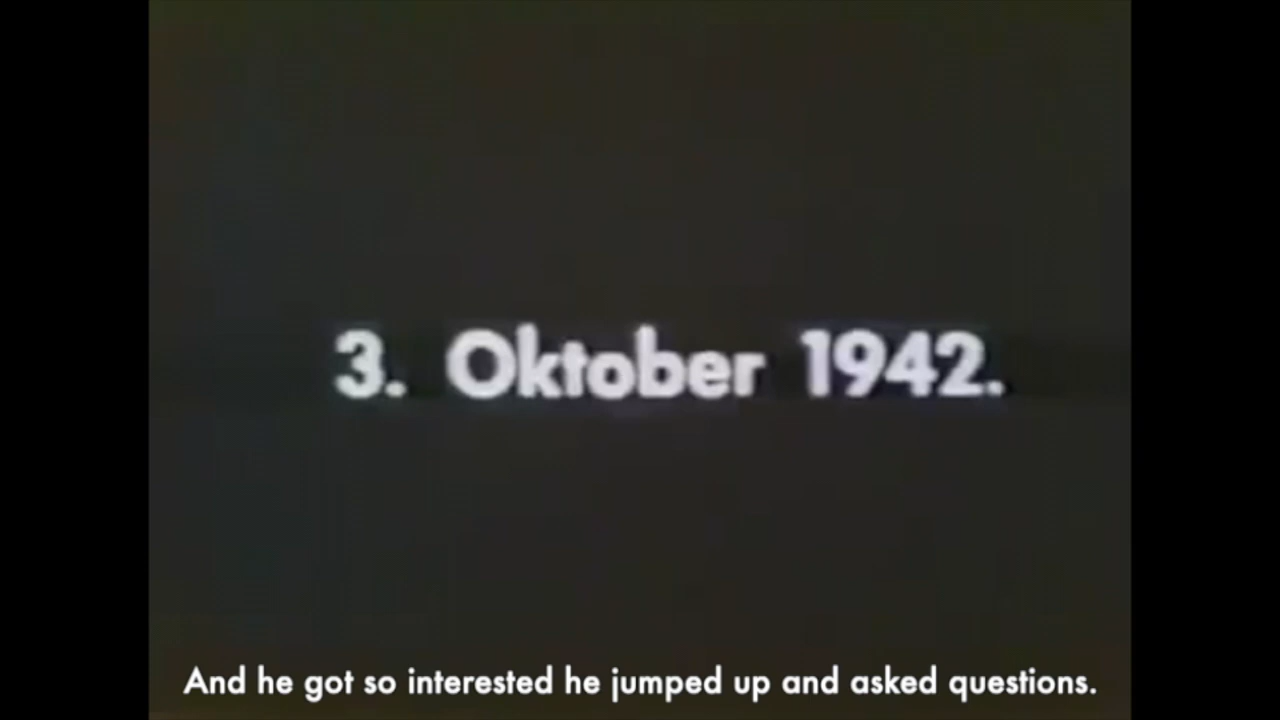 3. Oktober 1942.
And he got so interested he jumped up and asked questions.